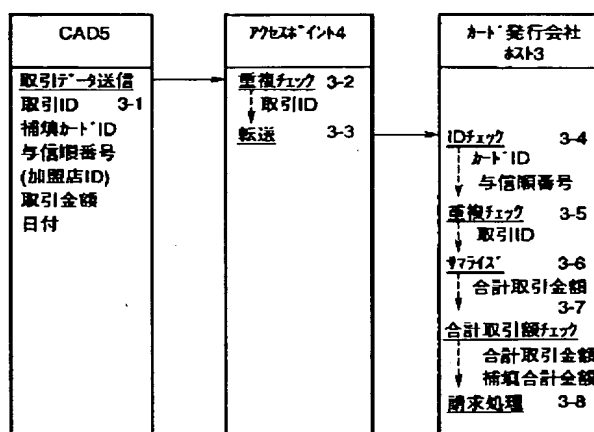 CAD5
取引ﾃﾞｰﾀ送信
取引ID 3-1
補填ｶｰﾄﾞID
与信順番号
(加盟店ID)
取引金額
日付
ｱｸｾｽﾎﾟｲﾝﾄ4
重複ﾁｪｯｸ 3-2
取引ID
転送 3-3
ｶｰﾄﾞ発行会社
ﾎｽﾄ3
IDﾁｪｯｸ 3-4
ｶｰﾄﾞID
与信順番号
重複ﾁｪｯｸ 3-5
取引ID
ｻﾏﾗｲｽﾞ 3-6
合計取引金額
3-7
合計取引額ﾁｪｯｸ
合計取引金額
補填合計金額
請求処理 3-8